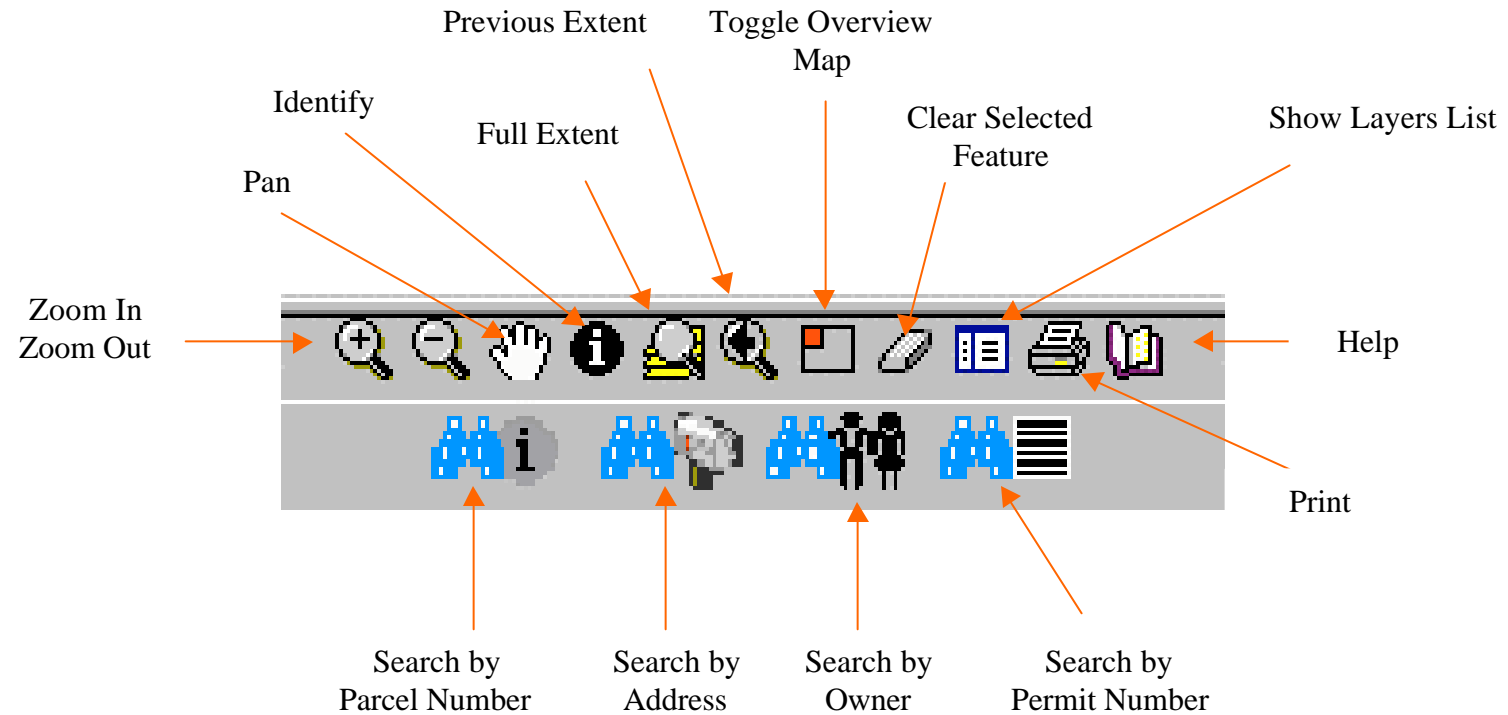 Previous Extent
Toggle Overview
Map
Identify
Full Extent
Clear Selected
Feature
Show Layers List
Pan
Zoom In
Zoom Out
Help
Print
Search by
Parcel Number
Search by
Address
Search by
Owner
Search by
Permit Number